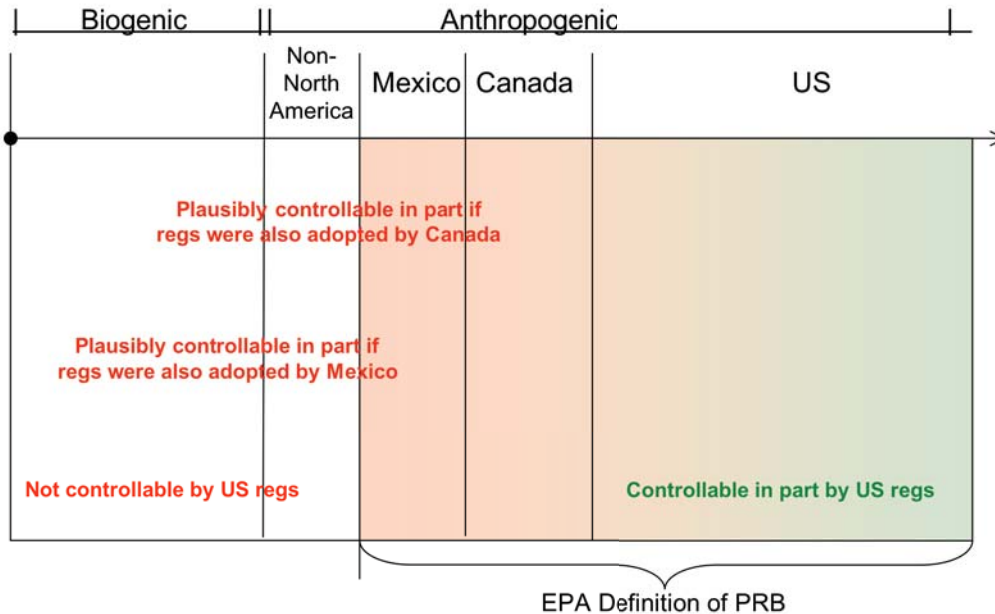 Biogenic
Anthropogenic
Non-
North
America
Mexico
Canada
US
Plausibly controllable in part if
regs were also adopted by Canada
Plausibly controllable in part if
regs were also adopted by Mexico
Not controllable by US regs
Controllable in part by US regs
EPA Definition of PRB